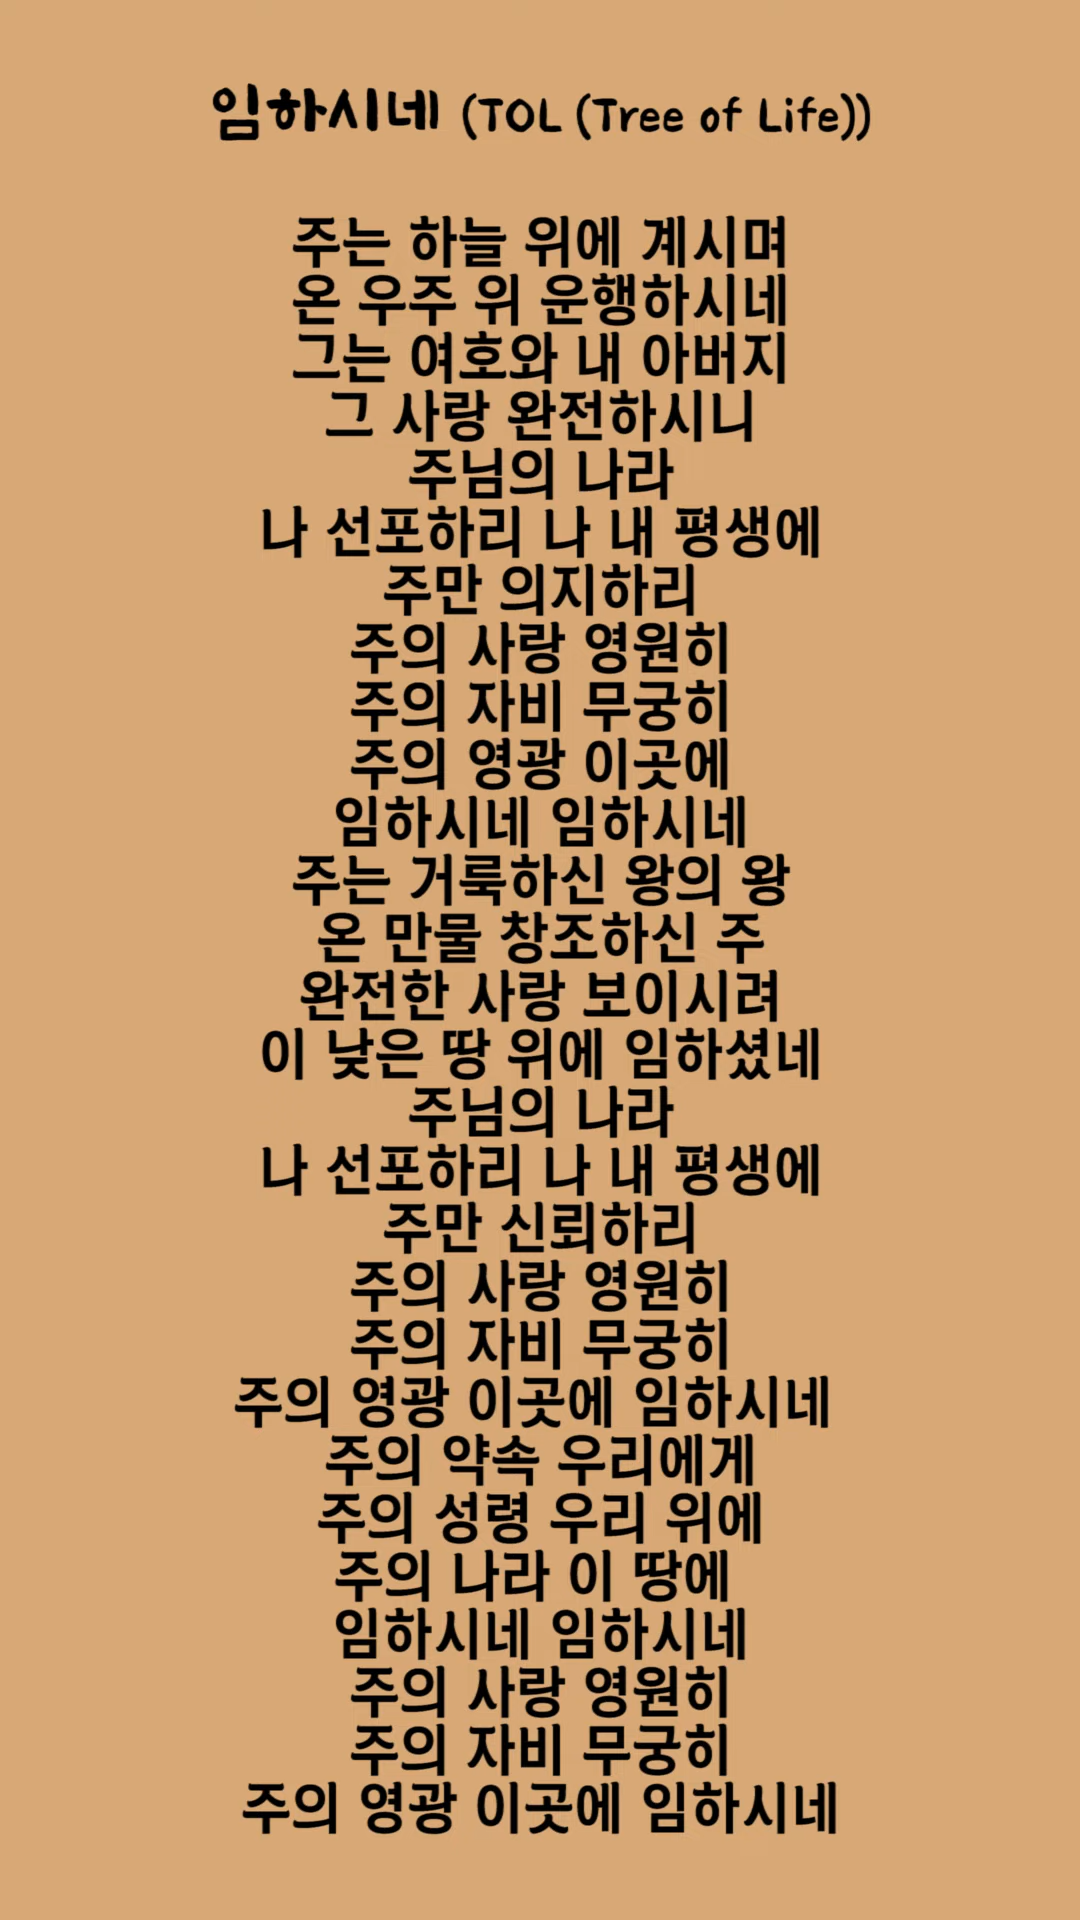 임하시네 (TOL (Tree of Life))
주는 하늘 위에 계시며
온 우주 위 운행하시네
그는 여호와 내 아버지
그 사랑 완전하시니
주님의 나라
나 선포하리 나 내 평생에
주만 의지하리
주의 사랑 영원히
주의 자비 무궁히
주의 영광 이곳에
임하시네 임하시네
주는 거룩하신 왕의 왕
온 만물 창조하신 주
완전한 사랑 보이시려
이 낮은 땅 위에 임하셨네
주님의 나라
나 선포하리 나 내 평생에
주만 신뢰하리
주의 사랑 영원히
주의 자비 무궁히
주의 영광 이곳에 임하시네
주의 약속 우리에게
주의 성령 우리 위에
주의 나라 이 땅에
임하시네 임하시네
주의 사랑 영원히
주의 자비 무궁히
주의 영광 이곳에 임하시네